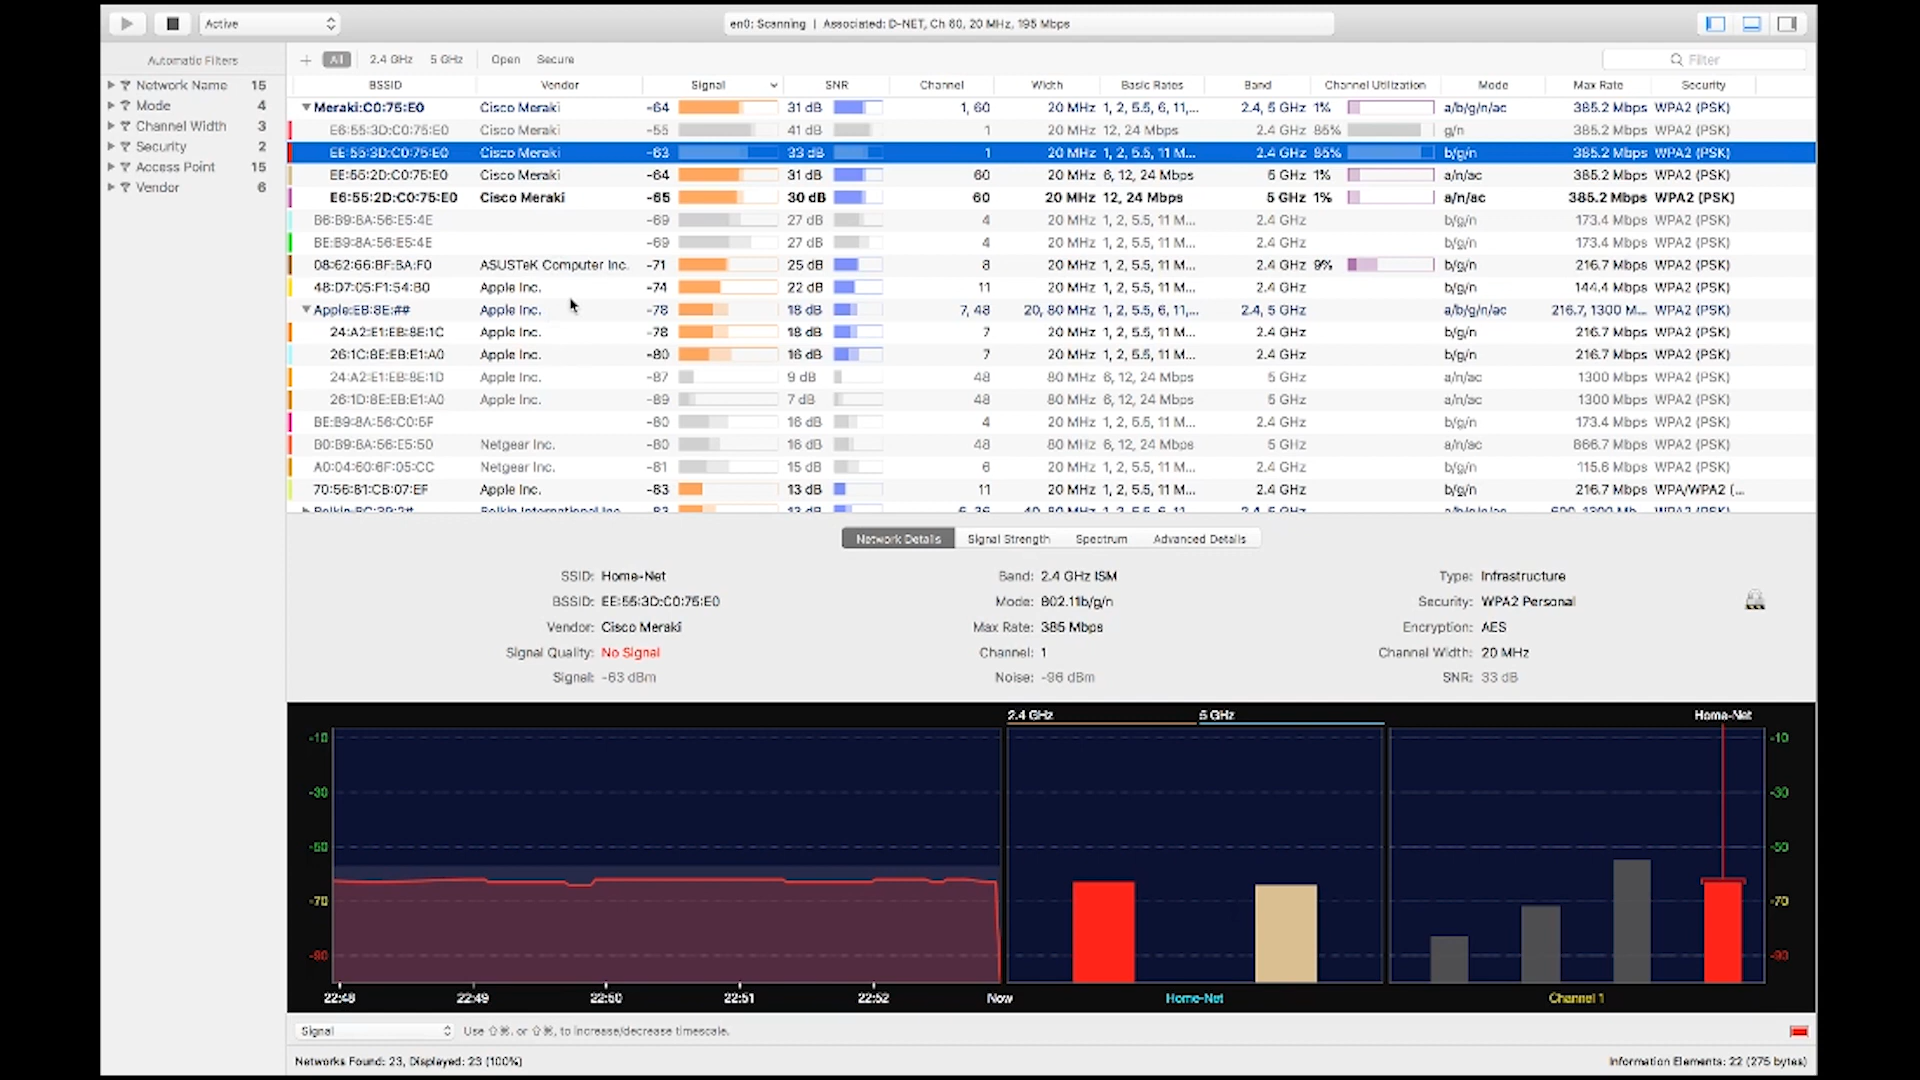 Active
en0: Scanning | Associated: D-NET, Ch 60, 20 MHz, 195 Mbps
Automatic Filters
Network Name 15
Mode 4
Channel Width 3
Security 2
Access Point 15
Vendor 6
+ All 2.4 GHz 5 GHz Open Secure Filter
BSSID Vendor Signal SNR Channel Width Basic Rates Band Channel Utilization Mode Max Rate Security
Meraki:C0:75:E0 Cisco Meraki -64 31 dB 1, 60 20 MHz 1, 2, 5.5, 6, 11,... 2.4, 5 GHz 1% a/b/g/n/ac 385.2 Mbps WPA2 (PSK)
E6:55:3D:C0:75:E0 Cisco Meraki -55 41 dB 1 20 MHz 12, 24 Mbps 2.4 GHz 85% g/n 385.2 Mbps WPA2 (PSK)
EE:55:3D:C0:75:E0 Cisco Meraki -63 33 dB 1 20 MHz 1, 2, 5.5, 11 M... 2.4 GHz 85% b/g/n 385.2 Mbps WPA2 (PSK)
EE:55:2D:C0:75:E0 Cisco Meraki -64 31 dB 60 20 MHz 6, 12, 24 Mbps 5 GHz 1% a/n/ac 385.2 Mbps WPA2 (PSK)
E6:55:2D:C0:75:E0 Cisco Meraki -65 30 dB 60 20 MHz 12, 24 Mbps 5 GHz 1% a/n/ac 385.2 Mbps WPA2 (PSK)
B6:B9:8A:56:E5:4E -69 27 dB 4 20 MHz 1, 2, 5.5, 11 M... 2.4 GHz b/g/n 173.4 Mbps WPA2 (PSK)
BE:B9:8A:56:E5:4E -69 27 dB 4 20 MHz 1, 2, 5.5, 11 M... 2.4 GHz b/g/n 173.4 Mbps WPA2 (PSK)
08:62:66:BF:BA:F0 ASUSTeK Computer Inc. -71 25 dB 8 20 MHz 1, 2, 5.5, 11 M... 2.4 GHz 9% b/g/n 216.7 Mbps WPA2 (PSK)
48:D7:05:F1:54:B0 Apple Inc. -74 22 dB 11 20 MHz 1, 2, 5.5, 11 M... 2.4 GHz b/g/n 144.4 Mbps WPA2 (PSK)
Apple:EB:8E:## Apple Inc. -78 18 dB 7, 48 20, 80 MHz 1, 2, 5.5, 6, 11,... 2.4, 5 GHz a/b/g/n/ac 216.7, 1300 M... WPA2 (PSK)
24:A2:E1:EB:8E:1C Apple Inc. -78 18 dB 7 20 MHz 1, 2, 5.5, 11 M... 2.4 GHz b/g/n 216.7 Mbps WPA2 (PSK)
26:1C:8E:EB:E1:A0 Apple Inc. -80 16 dB 7 20 MHz 1, 2, 5.5, 11 M... 2.4 GHz b/g/n 216.7 Mbps WPA2 (PSK)
24:A2:E1:EB:8E:1D Apple Inc. -87 9 dB 48 80 MHz 6, 12, 24 Mbps 5 GHz a/n/ac 1300 Mbps WPA2 (PSK)
26:1D:8E:EB:E1:A0 Apple Inc. -89 7 dB 48 80 MHz 6, 12, 24 Mbps 5 GHz a/n/ac 1300 Mbps WPA2 (PSK)
BE:B9:8A:56:C0:5F -80 16 dB 4 20 MHz 1, 2, 5.5, 11 M... 2.4 GHz b/g/n 173.4 Mbps WPA2 (PSK)
B0:B9:8A:56:E5:50 Netgear Inc. -80 16 dB 48 80 MHz 6, 12, 24 Mbps 5 GHz a/n/ac 866.7 Mbps WPA2 (PSK)
A0:04:60:6F:05:CC Netgear Inc. -81 15 dB 6 20 MHz 1, 2, 5.5, 11 M... 2.4 GHz b/g/n 115.6 Mbps WPA2 (PSK)
70:56:81:CB:07:EF Apple Inc. -83 13 dB 11 20 MHz 1, 2, 5.5, 11 M... 2.4 GHz b/g/n 216.7 Mbps WPA/WPA2 (...
Network Details Signal Strength Spectrum Advanced Details
SSID: Home-Net Band: 2.4 GHz ISM Type: Infrastructure
BSSID: EE:55:3D:C0:75:E0 Mode: 802.11b/g/n Security: WPA2 Personal
Vendor: Cisco Meraki Max Rate: 385 Mbps Encryption: AES
Signal Quality: No Signal Channel: 1 Channel Width: 20 MHz
Signal: -63 dBm Noise: -96 dBm SNR: 33 dB
2.4 GHz 5 GHz Home-Net
-10 -10
-30 -30
-50 -50
-70 -70
-90 -90
22:48 22:49 22:50 22:51 22:52 Now Home-Net Channel 1
Signal Use ⇧⌘, or ⇧⌘. to increase/decrease timescale.
Networks Found: 23, Displayed: 23 (100%) Information Elements: 22 (275 bytes)